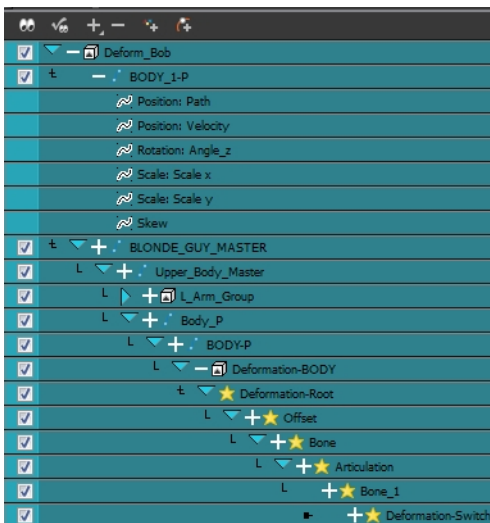 Deform_Bob
BODY_1-P
Position: Path
Position: Velocity
Rotation: Angle_z
Scale: Scale x
Scale: Scale y
Skew
BLONDE_GUY_MASTER
Upper_Body_Master
L_Arm_Group
Body_P
BODY-P
Deformation-BODY
Deformation-Root
Offset
Bone
Articulation
Bone_1
Deformation-Switch